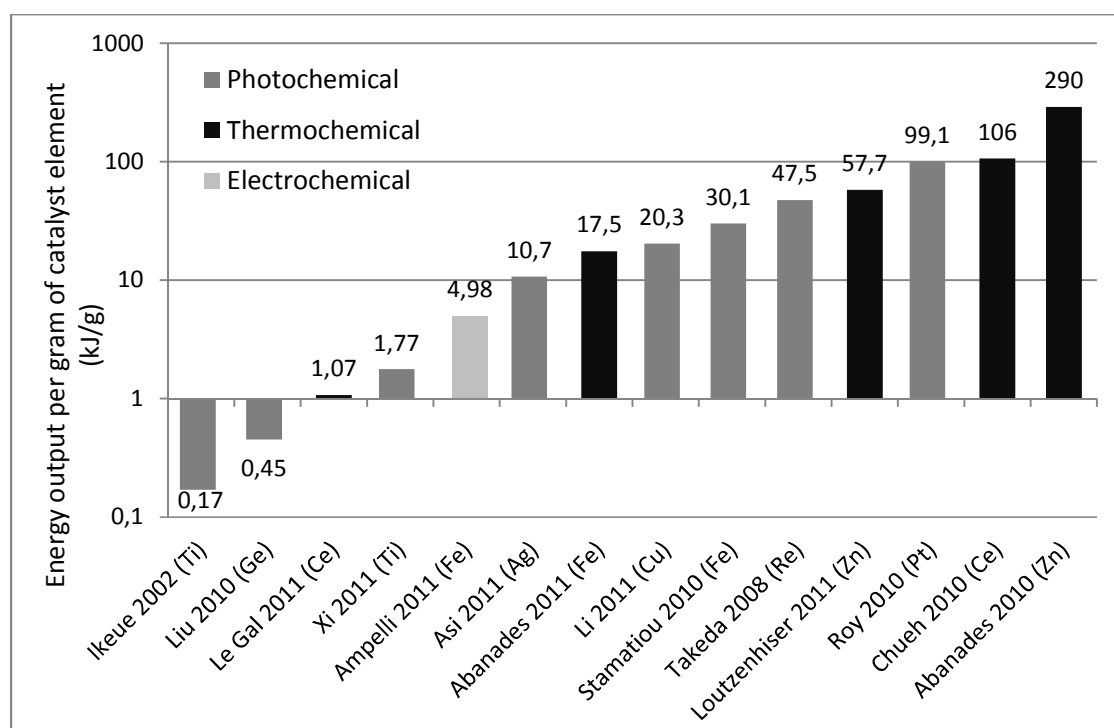 Energy output per gram of catalyst element
(kJ/g)
1000
100
10
1
0,1
Photochemical
Thermochemical
Electrochemical
0,17
0,45
1,07
1,77
4,98
10,7
17,5
20,3
30,1
47,5
57,7
99,1
106
290
Ikeue 2002 (Ti)
Liu 2010 (Ge)
Le Gal 2011 (Ce)
Xi 2011 (Ti)
Ampelli 2011 (Fe)
Asi 2011 (Ag)
Abanades 2011 (Fe)
Li 2011 (Cu)
Stamatiou 2010 (Fe)
Takeda 2008 (Re)
Loutzenhiser 2011 (Zn)
Roy 2010 (Pt)
Chueh 2010 (Ce)
Abanades 2010 (Zn)